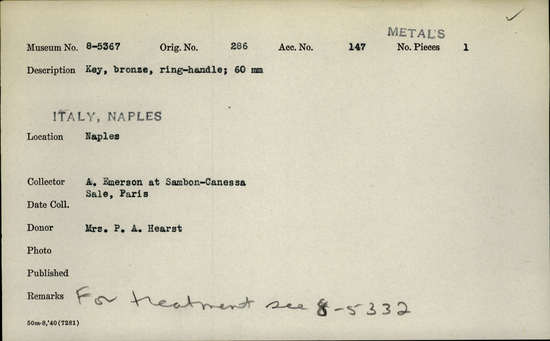 METALS
Museum No. 8-5367 Orig. No. 286 Acc. No. 147 No. Pieces 1
Description Key, bronze, ring-handle; 60 mm
ITALY, NAPLES
Location Naples
Collector A. Emerson at Sambon-Canessa
Sale, Paris
Date Coll.
Donor Mrs. P. A. Hearst
Photo
Published
Remarks For treatment see 8-5332
50m-8,'40(7281)